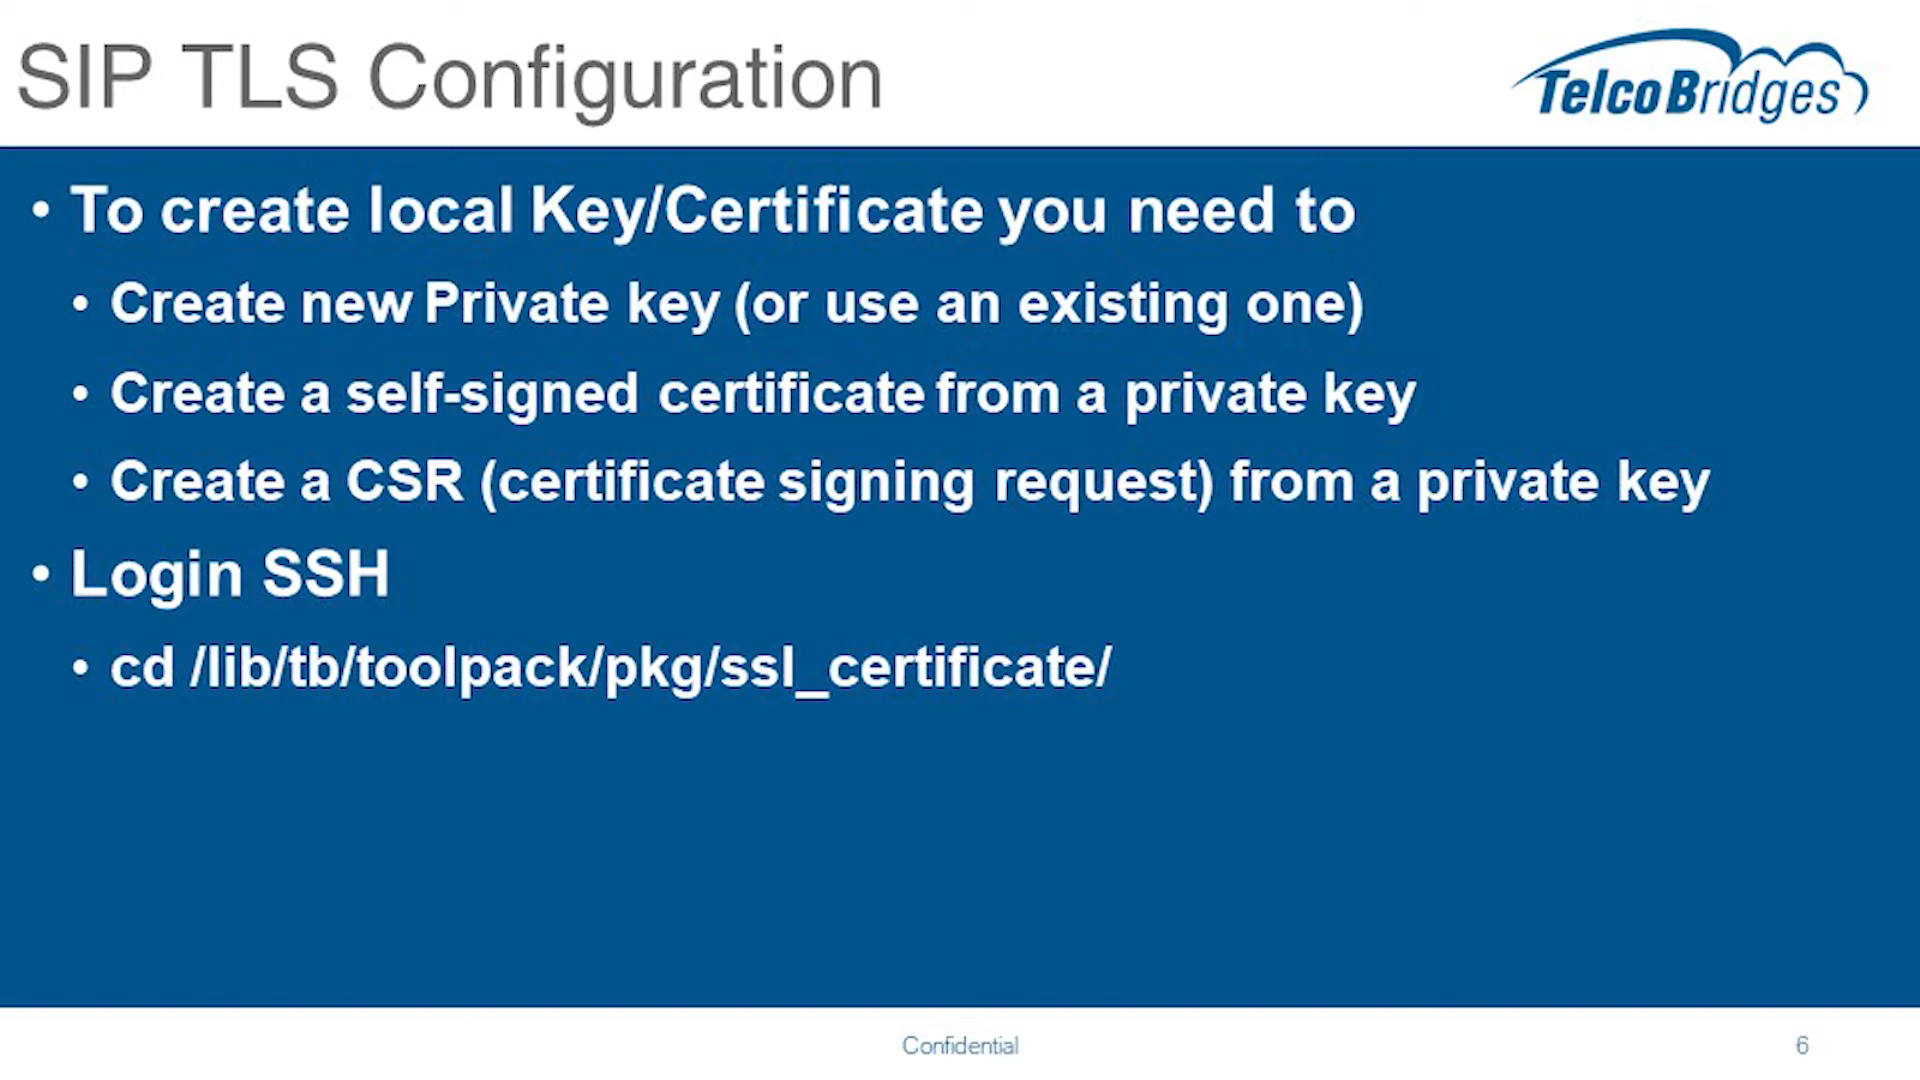 SIP TLS Configuration
TelcoBridges
• To create local Key/Certificate you need to
• Create new Private key (or use an existing one)
• Create a self-signed certificate from a private key
• Create a CSR (certificate signing request) from a private key
• Login SSH
• cd /lib/tb/toolpack/pkg/ssl_certificate/
Confidential
6